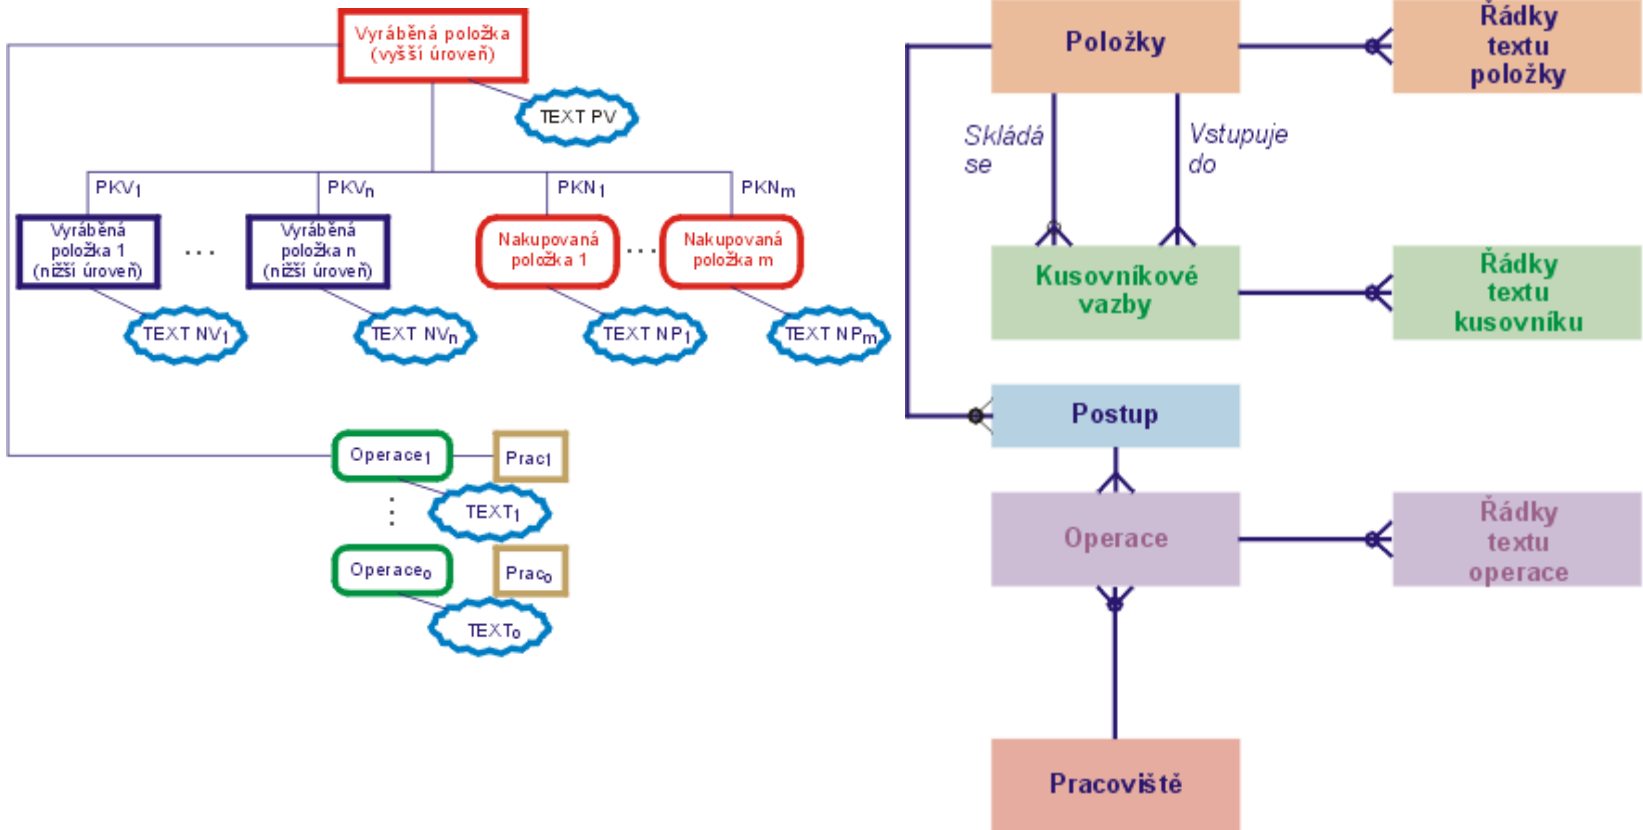 Vyráběná položka
(vyšší úroveň)
TEXT PV
PKV1
PKVn
PKN1
PKNm
Vyráběná
položka 1
(nižší úroveň)
...
Vyráběná
položka n
(nižší úroveň)
Nakupovaná
položka 1
...
Nakupovaná
položka m
TEXT NV1
TEXT NVn
TEXT NP1
TEXT NPm
Operace1
Prac1
TEXT1
Operaceo
Praco
TEXTo
Položky
Řádky
textu
položky
Skládá
se
Vstupuje
do
Kusovníkové
vazby
Řádky
textu
kusovníku
Postup
Operace
Řádky
textu
operace
Pracoviště